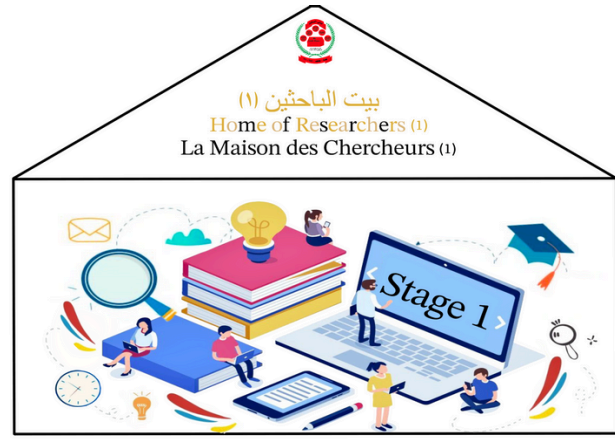 بيت الباحثين (١)
Home of Researchers (1)
La Maison des Chercheurs (1)
Stage 1